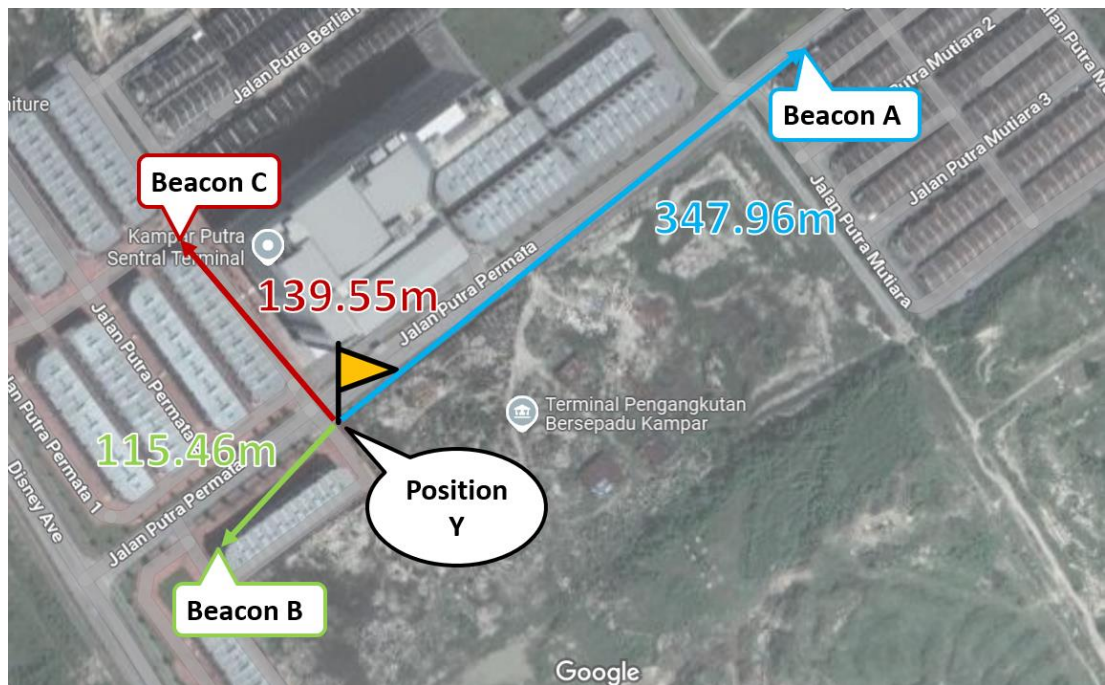 Jalan Putra Berlian
Putra Mutiara 2
Jalan Putra
niture
Beacon A
Jalan Putra Mutiara 3
Beacon C
347.96m
Jalan Putra Mutiara
Kampar Putra
Sentral Terminal
Jalan Putra Permata
139.55m
Jalan Putra Permata
Terminal Pengangkutan
Bersepadu Kampar
Putra Permata 1
115.46m
Position
Y
Disney Ave
Jalan Putra Permata
Beacon B
Google